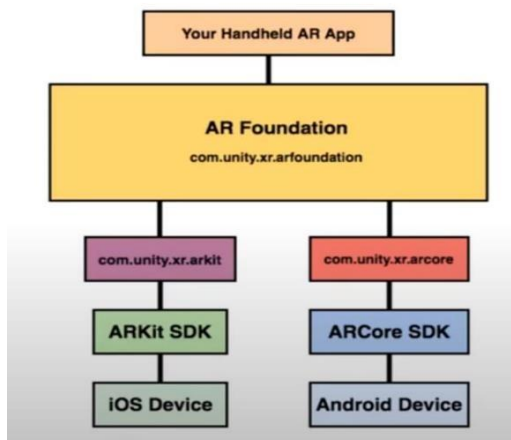 Your Handheld AR App
AR Foundation
com.unity.xr.arfoundation
com.unity.xr.arkit
com.unity.xr.arcore
ARKit SDK
ARCore SDK
iOS Device
Android Device